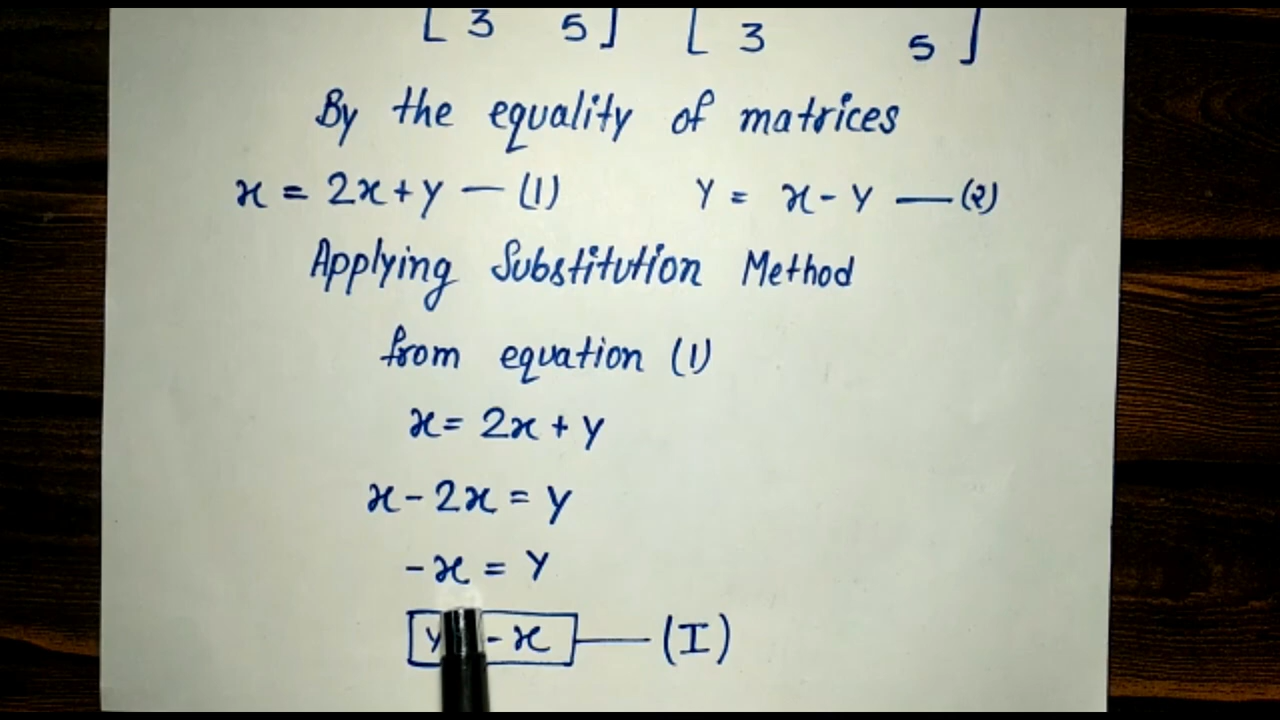 [ 3 5 ] [ 3 5 ]
By the equality of matrices
x = 2x + y — (1) y = x - y — (2)
Applying Substitution Method
from equation (1)
x = 2x + y
x - 2x = y
-x = y
y - x — (I)